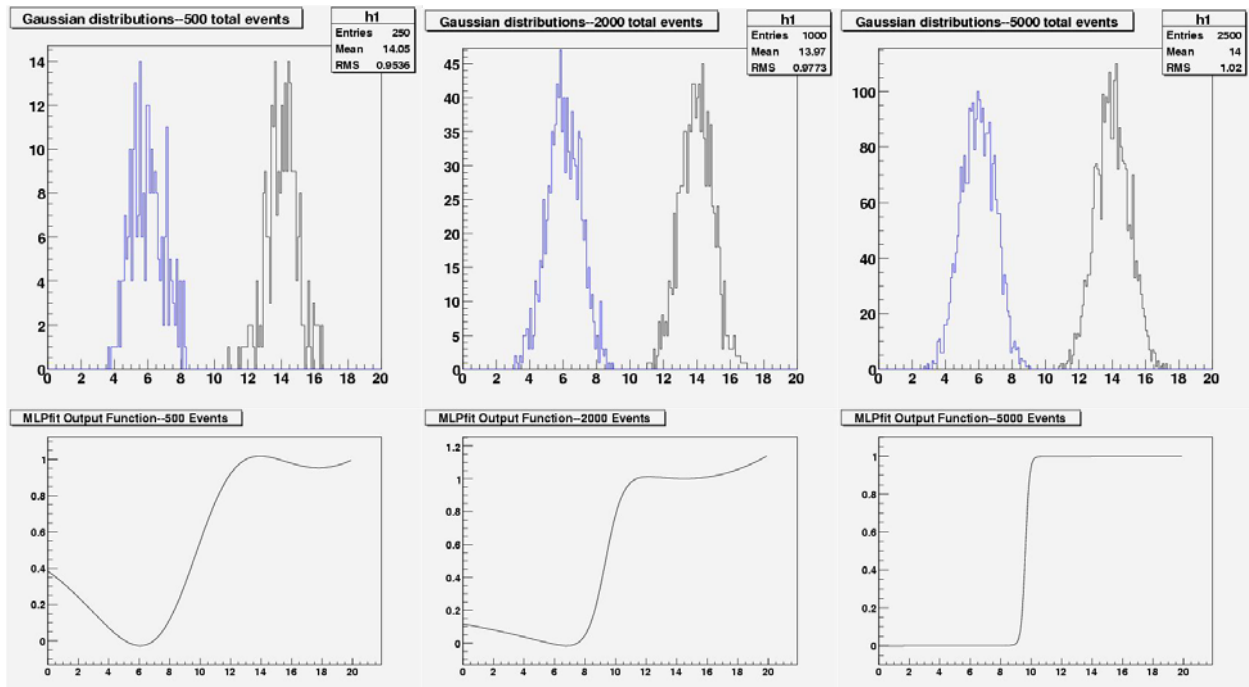 Gaussian distributions--500 total events
h1
Entries 250
Mean 14.05
RMS 0.9536
14
12
10
8
6
4
2
0
0 2 4 6 8 10 12 14 16 18 20
Gaussian distributions--2000 total events
h1
Entries 1000
Mean 13.97
RMS 0.9773
45
40
35
30
25
20
15
10
5
0
0 2 4 6 8 10 12 14 16 18 20
Gaussian distributions--5000 total events
h1
Entries 2500
Mean 14
RMS 1.02
100
80
60
40
20
0
0 2 4 6 8 10 12 14 16 18 20
MLPfit Output Function--500 Events
1
0.8
0.6
0.4
0.2
0
0 2 4 6 8 10 12 14 16 18 20
MLPfit Output Function--2000 Events
1.2
1
0.8
0.6
0.4
0.2
0
0 2 4 6 8 10 12 14 16 18 20
MLPfit Output Function--5000 Events
1
0.8
0.6
0.4
0.2
0
0 2 4 6 8 10 12 14 16 18 20